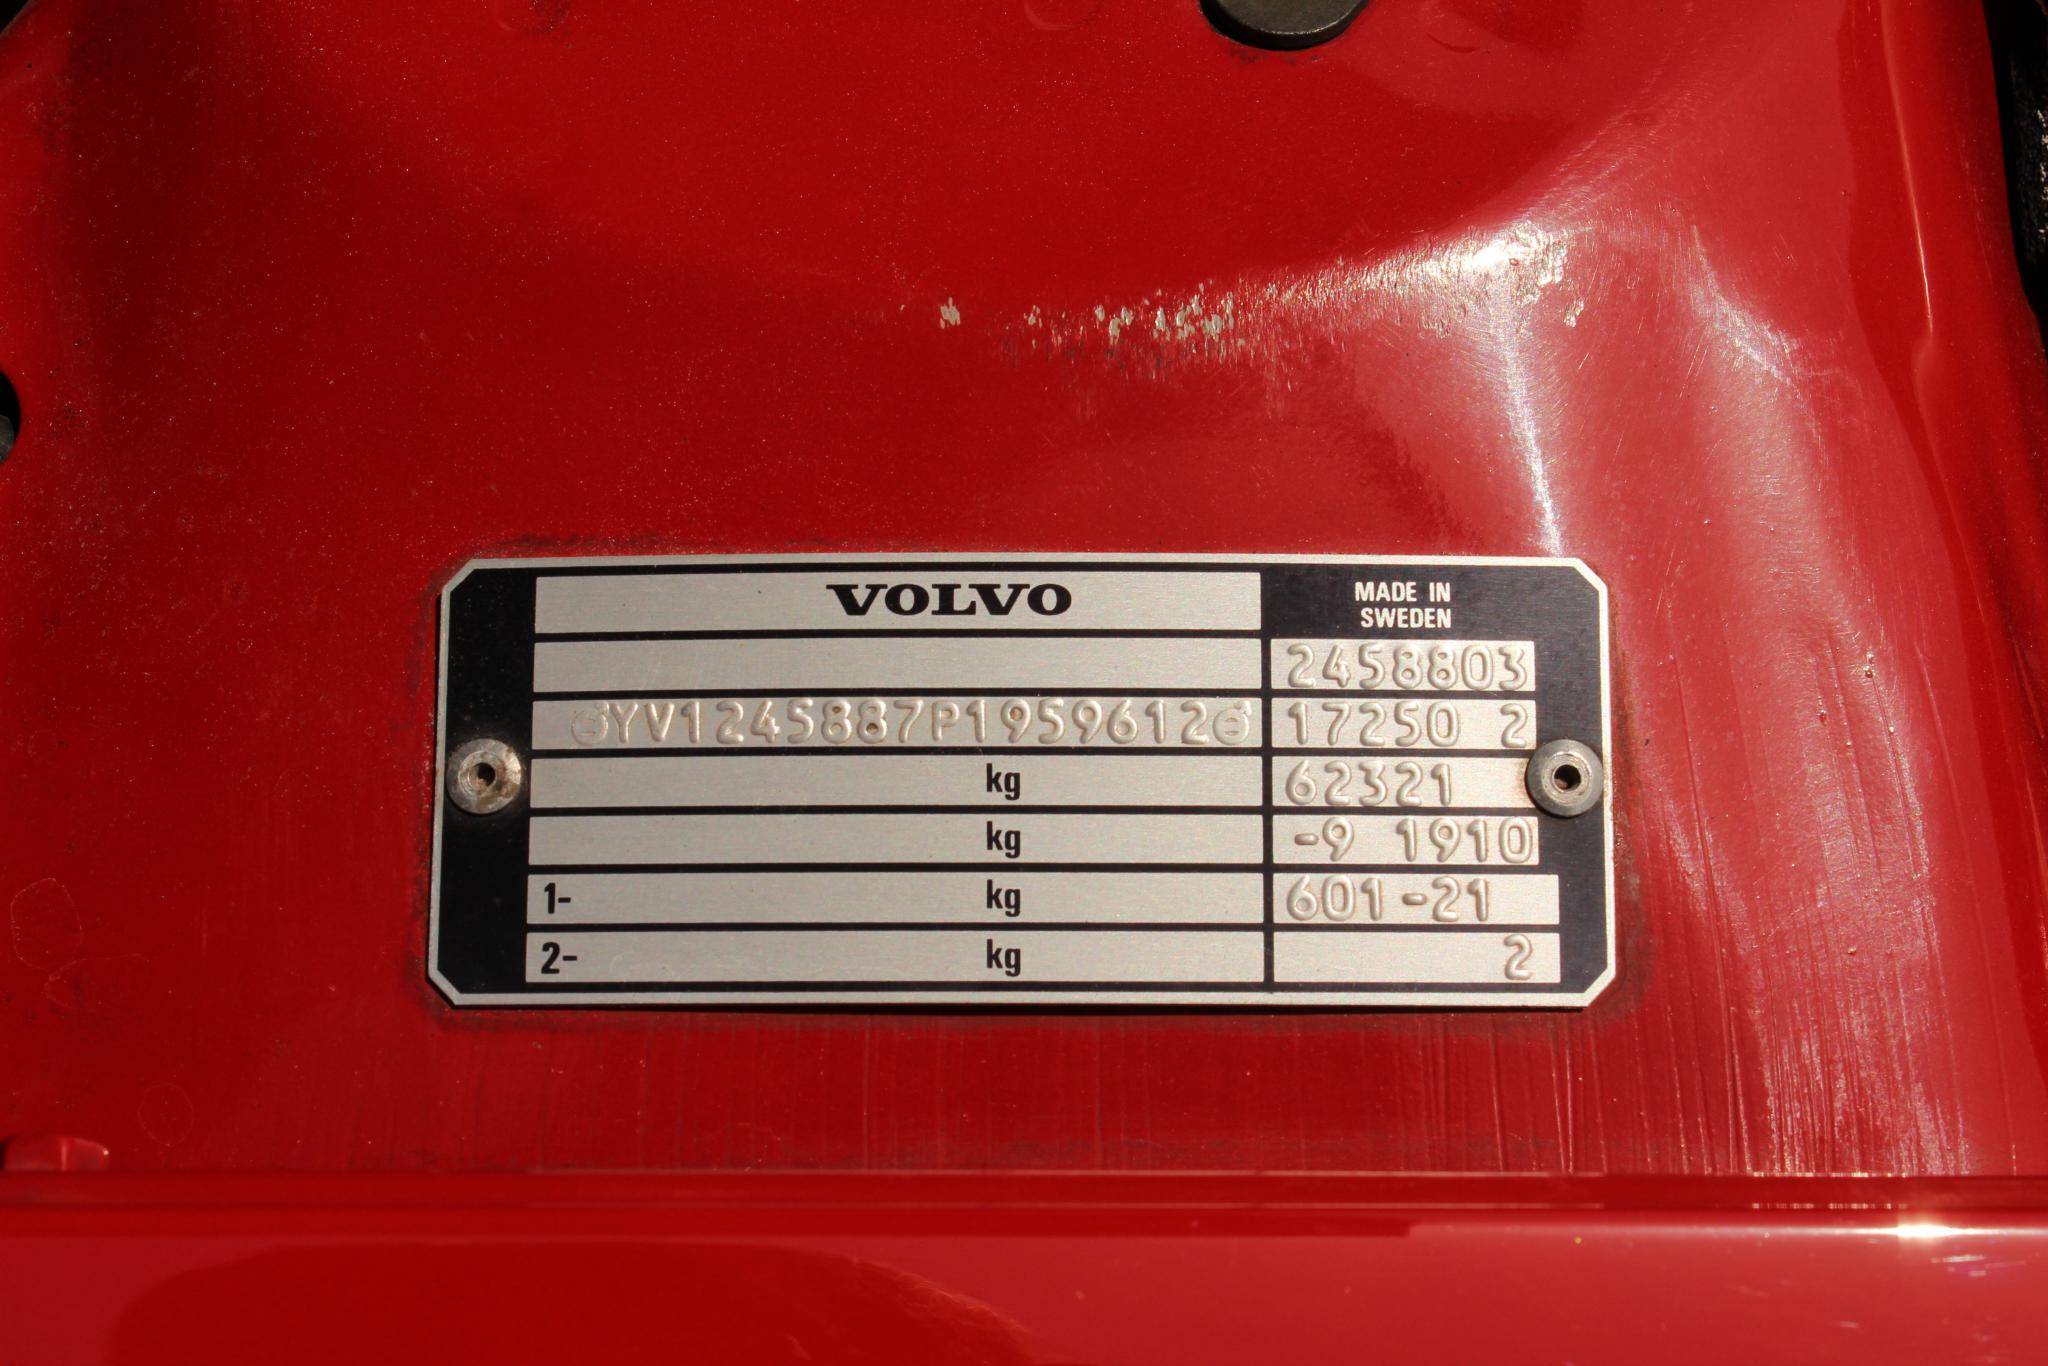 VOLVO
MADE IN
SWEDEN
2458803
YV1245887P1959612 17250 2
kg 62321
kg -9 1910
1- kg 601-21
2- kg 2